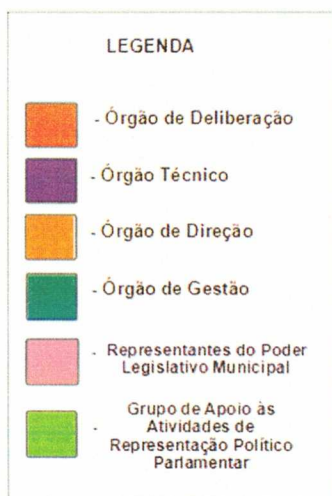 LEGENDA
- Órgão de Deliberação
- Órgão Técnico
- Órgão de Direção
- Órgão de Gestão
- Representantes do Poder
Legislativo Municipal
Grupo de Apoio às
- Atividades de
Representação Político
Parlamentar